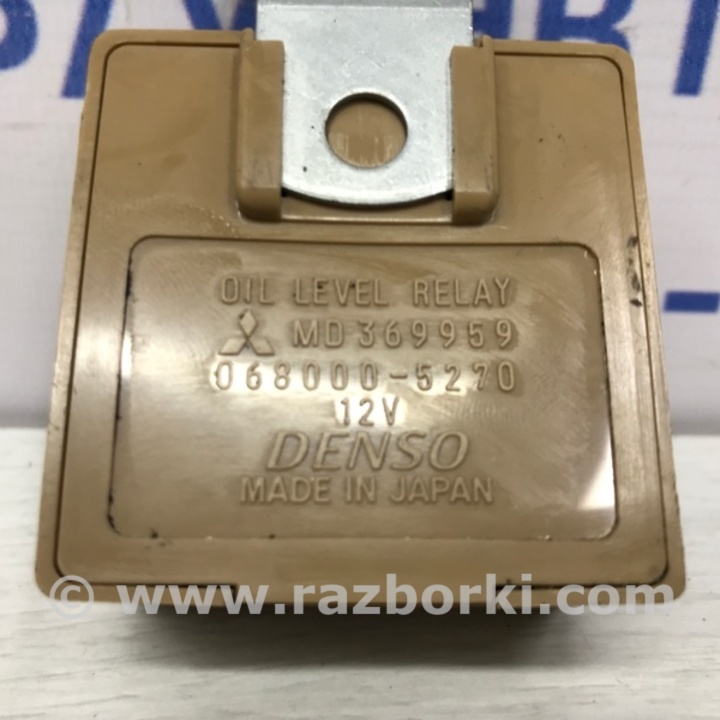 OIL LEVEL RELAY
MD369959
068000-5270
12V
DENSO
MADE IN JAPAN
© www.razborki.com